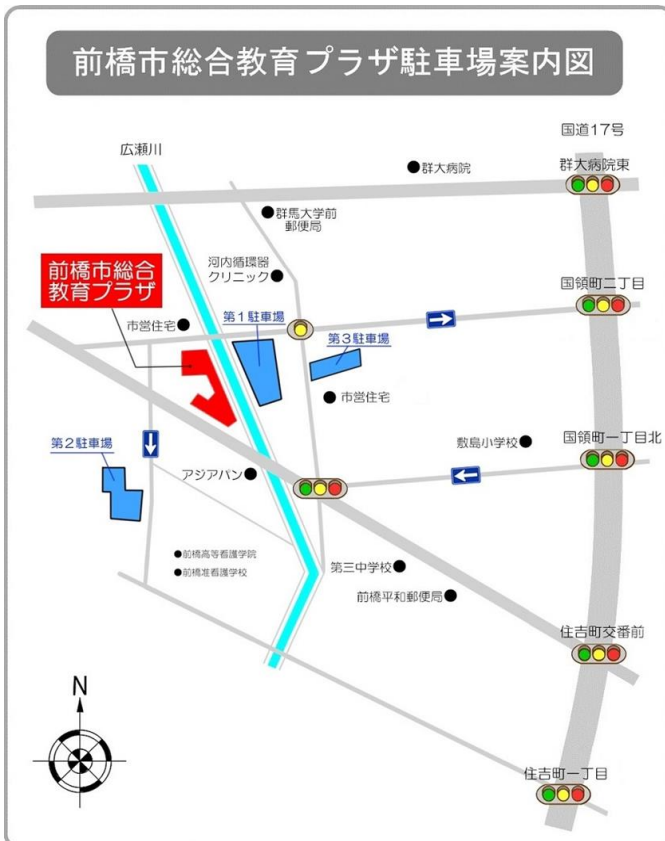 前橋市総合教育プラザ駐車場案内図
国道17号
広瀬川
群大病院
群大病院東
群馬大学前
郵便局
河内循環器
クリニック
前橋市総合
教育プラザ
国領町二丁目
市営住宅
第1駐車場
第3駐車場
市営住宅
第2駐車場
敷島小学校
国領町一丁目北
アジアパン
前橋高等看護学院
前橋准看護学校
第三中学校
前橋平和郵便局
住吉町交番前
N
住吉町一丁目